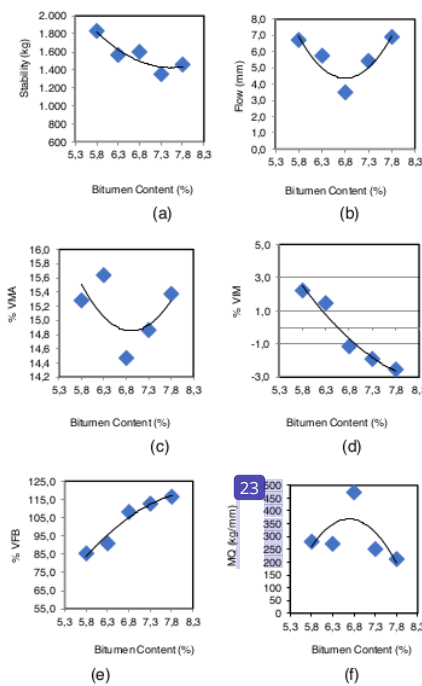 2.000
1.800
1.600
1.400
1.200
1.000
800
600
Stability (kg)
5,3 5,8 6,3 6,8 7,3 7,8 8,3
Bitumen Content (%)
(a)
8,0
7,0
6,0
5,0
4,0
3,0
2,0
1,0
0,0
Flow (mm)
5,3 5,8 6,3 6,8 7,3 7,8 8,3
Bitumen Content (%)
(b)
16,0
15,8
15,6
15,4
15,2
15,0
14,8
14,6
14,4
14,2
% VMA
5,3 5,8 6,3 6,8 7,3 7,8 8,3
Bitumen Content (%)
(c)
5,0
3,0
1,0
-1,0
-3,0
% VIM
5,3 5,8 6,3 6,8 7,3 7,8 8,3
Bitumen Content (%)
(d)
125,0
115,0
105,0
95,0
85,0
75,0
65,0
55,0
% VFB
5,3 5,8 6,3 6,8 7,3 7,8 8,3
Bitumen Content (%)
(e)
23
500
450
400
350
300
250
200
150
100
50
0
MQ (kg/mm)
5,3 5,8 6,3 6,8 7,3 7,8 8,3
Bitumen Content (%)
(f)